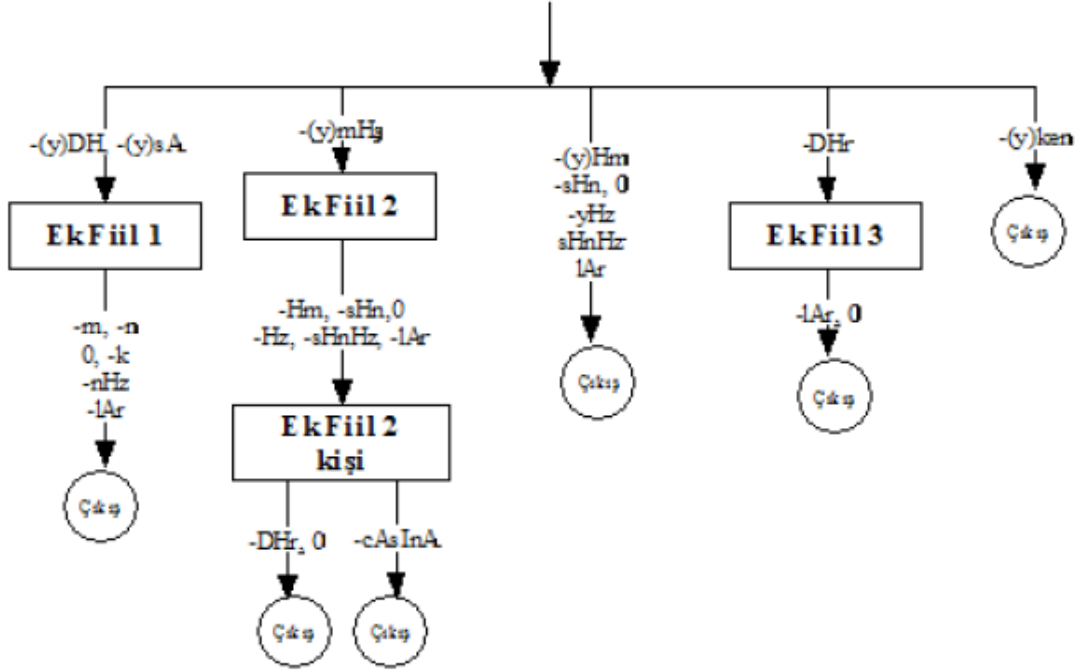 -(y)DH, -(y)sA
EkFiil 1
-m, -n
0, -k
-nHz
-lAr
Çıkış
-(y)mHş
EkFiil 2
-Hm, -sHn,0
-Hz, -sHnHz, -lAr
EkFiil 2
kişi
-DHr, 0
-cAsInA
Çıkış
Çıkış
-(y)Hm
-sHn, 0
-yHz
sHnHz
lAr
Çıkış
-DHr
EkFiil 3
-lAr, 0
Çıkış
-(y)ken
Çıkış